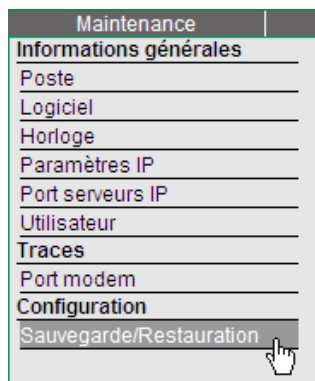 Maintenance
Informations générales
Poste
Logiciel
Horloge
Paramètres IP
Port serveurs IP
Utilisateur
Traces
Port modem
Configuration
Sauvegarde/Restauration